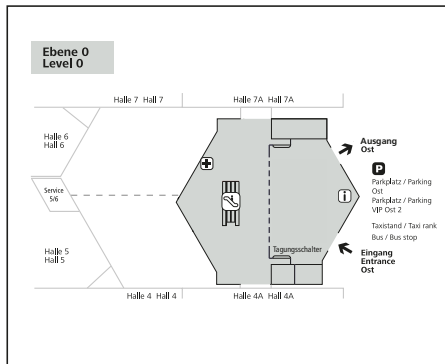 Ebene 0
Level 0
Halle 7 Hall 7
Halle 7A Hall 7A
Halle 6
Hall 6
Ausgang
Ost
P
Parkplatz / Parking
Ost
Parkplatz / Parking
VIP Ost 2
Service
5/6
i
Taxistand / Taxi rank
Bus / Bus stop
Tagungsschalter
Halle 5
Hall 5
Eingang
Entrance
Ost
Halle 4 Hall 4
Halle 4A Hall 4A